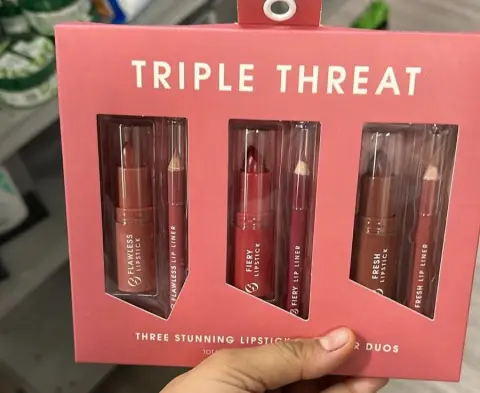 TRIPLE THREAT
FLAWLESS
LIPSTICK
FLAWLESS LIP LINER
FIERY
LIPSTICK
FIERY LIP LINER
FRESH
LIPSTICK
FRESH LIP LINER
THREE STUNNING LIPSTICK DUOS
TOTAL